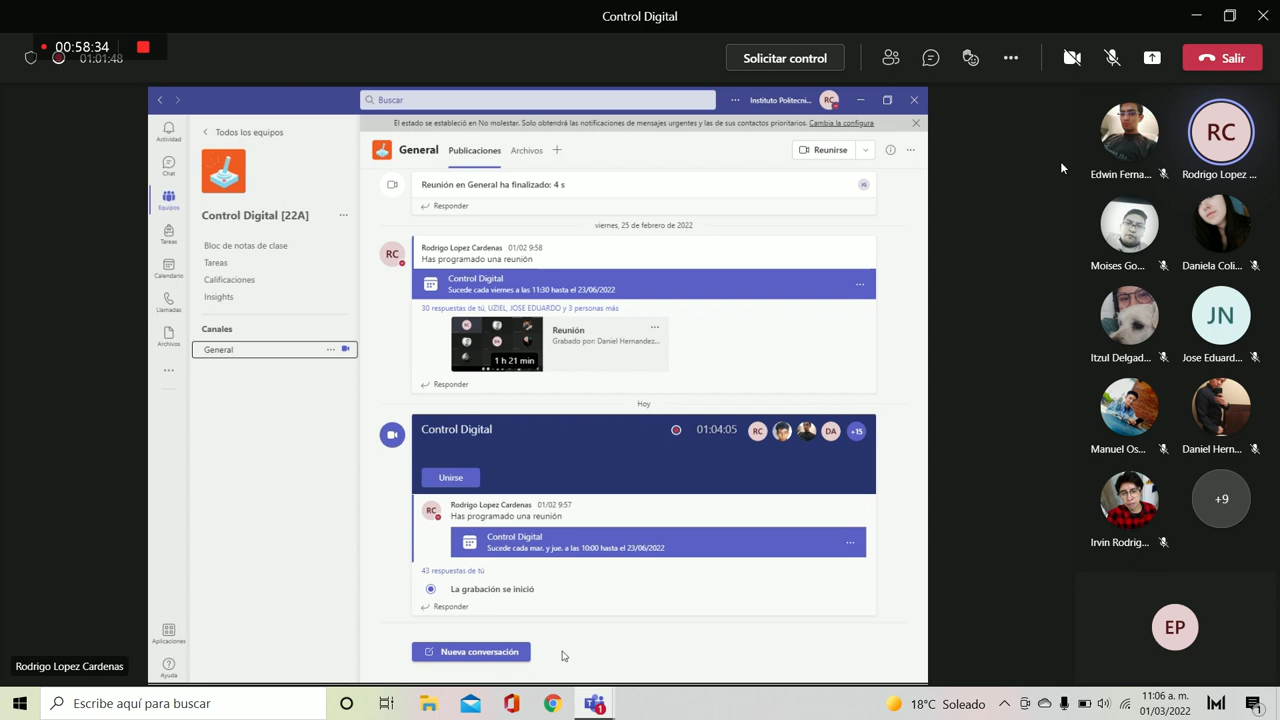 Control Digital
00:58:34
01:01:48
Solicitar control
Salir
Buscar
Instituto Politecni...
RC
El estado se estableció en No molestar. Solo obtendrá las notificaciones de mensajes urgentes y las de sus contactos prioritarios. Cambia la configura
Actividad
Chat
Equipos
Tareas
Calendario
Llamadas
Archivos
Aplicaciones
Ayuda
Todos los equipos
Control Digital [22A]
Bloc de notas de clase
Tareas
Calificaciones
Insights
Canales
General
General
Publicaciones
Archivos
Reunirse
Reunión en General ha finalizado: 4 s
Responder
viernes, 25 de febrero de 2022
RC
Rodrigo Lopez Cardenas 01/02 9:58
Has programado una reunión
Control Digital
Sucede cada viernes a las 11:30 hasta el 23/06/2022
30 respuestas de tú, UZIEL, JOSE EDUARDO y 3 personas más
1 h 21 min
Reunión
Grabado por: Daniel Hernandez...
Responder
Hoy
Control Digital
01:04:05
RC
DA
+15
Unirse
RC
Rodrigo Lopez Cardenas 01/02 9:57
Has programado una reunión
Control Digital
Sucede cada mar. y jue. a las 10:00 hasta el 23/06/2022
43 respuestas de tú
La grabación se inició
Responder
Nueva conversación
RC
Edwin Ferna...
Rodrigo Lopez ...
Moises Go...
Daniela Coli...
JN
Itzul Delgad...
Jose Eduard...
Manuel Os...
Daniel Hern...
+9
Irvin Rodrig...
EP
Rodrigo Lopez Cardenas
Escribe aquí para buscar
1
18°C Soleado
11:06 a. m.
01/03/2022
1